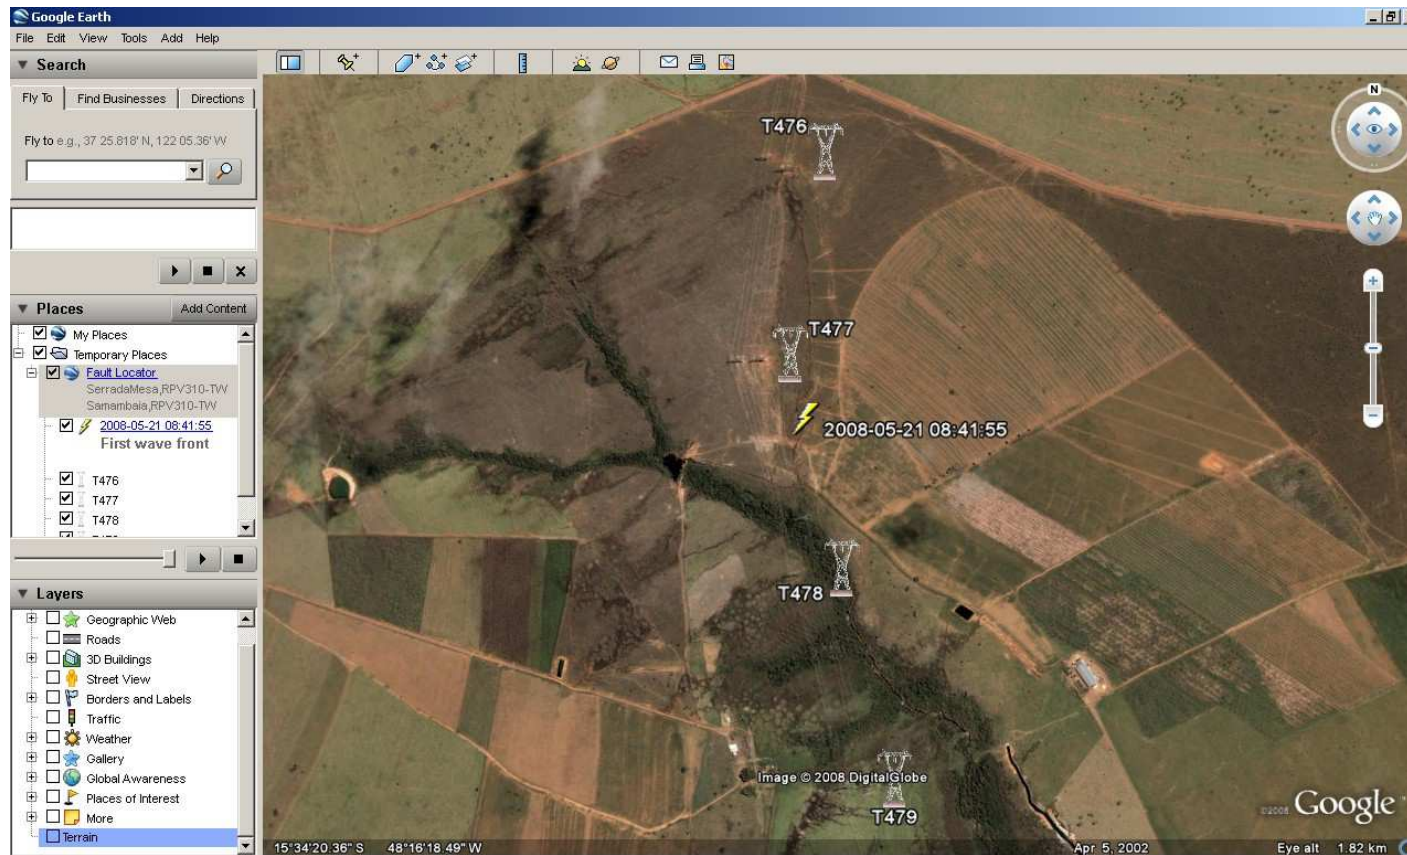 Google Earth
File Edit View Tools Add Help
Search
Fly To Find Businesses Directions
Fly to e.g., 37 25.818' N, 122 05.36' W
Places Add Content
My Places
Temporary Places
Fault Locator
SerradaMesa,RPV310-TW
Samambaia,RPV310-TW
2008-05-21 08:41:55
First wave front
T476
T477
T478
Layers
Geographic Web
Roads
3D Buildings
Street View
Borders and Labels
Traffic
Weather
Gallery
Global Awareness
Places of Interest
More
Terrain
N
T476
T477
2008-05-21 08:41:55
T478
Image © 2008 DigitalGlobe
T479
©2008 Google
15°34'20.36" S 48°16'18.49" W
Apr 5, 2002
Eye alt 1.82 km